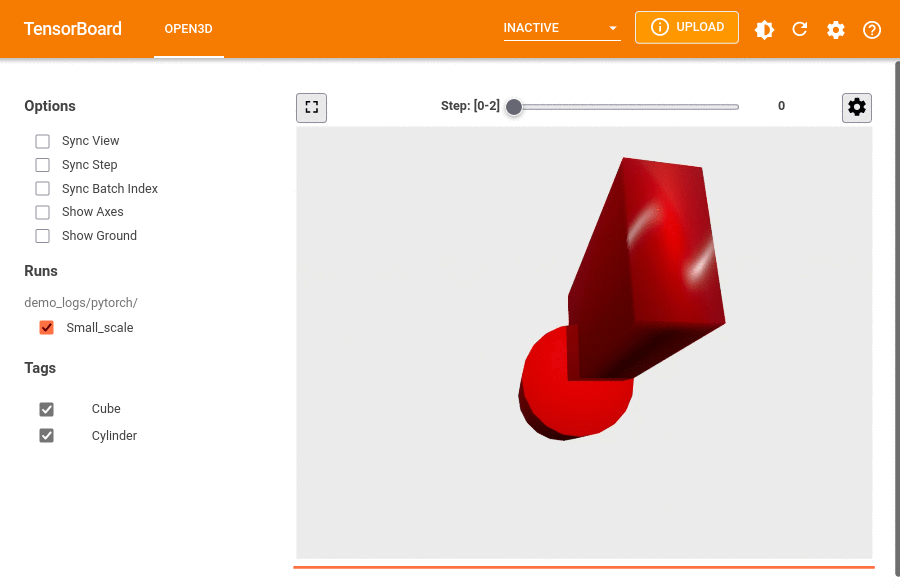 TensorBoard
OPEN3D
INACTIVE
UPLOAD
Options
Sync View
Sync Step
Sync Batch Index
Show Axes
Show Ground
Runs
demo_logs/pytorch/
Small_scale
Tags
Cube
Cylinder
Step: [0-2]
0